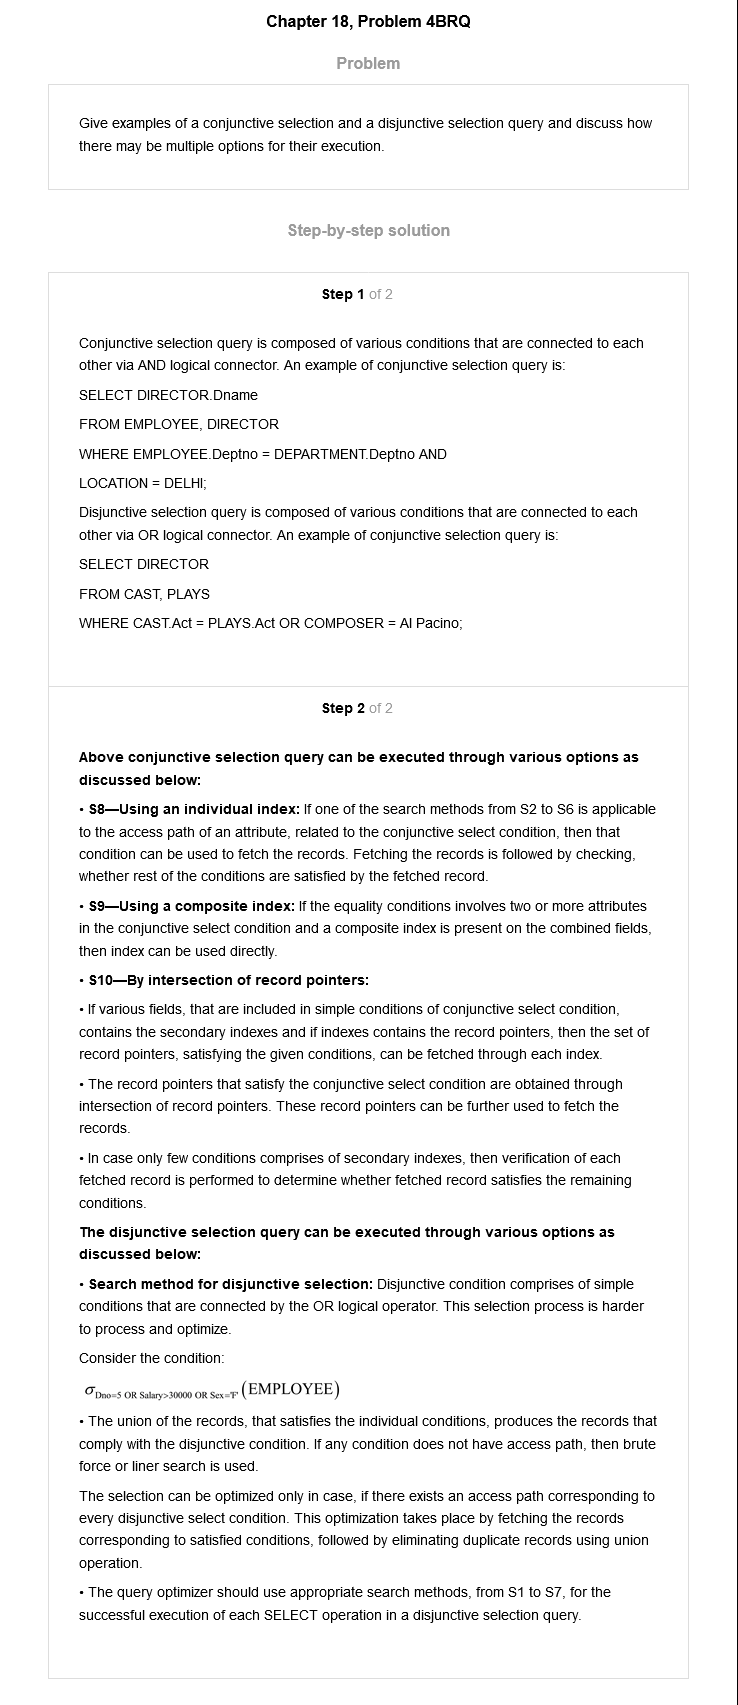 Chapter 18, Problem 4BRQ
Problem
Give examples of a conjunctive selection and a disjunctive selection query and discuss how
there may be multiple options for their execution.
Step-by-step solution
Step 1 of 2
Conjunctive selection query is composed of various conditions that are connected to each
other via AND logical connector. An example of conjunctive selection query is:
SELECT DIRECTOR.Dname
FROM EMPLOYEE, DIRECTOR
WHERE EMPLOYEE.Deptno = DEPARTMENT.Deptno AND
LOCATION = DELHI;
Disjunctive selection query is composed of various conditions that are connected to each
other via OR logical connector. An example of conjunctive selection query is:
SELECT DIRECTOR
FROM CAST, PLAYS
WHERE CAST.Act = PLAYS.Act OR COMPOSER = Al Pacino;
Step 2 of 2
Above conjunctive selection query can be executed through various options as
discussed below:
• S8—Using an individual index: If one of the search methods from S2 to S6 is applicable
to the access path of an attribute, related to the conjunctive select condition, then that
condition can be used to fetch the records. Fetching the records is followed by checking,
whether rest of the conditions are satisfied by the fetched record.
• S9—Using a composite index: If the equality conditions involves two or more attributes
in the conjunctive select condition and a composite index is present on the combined fields,
then index can be used directly.
• S10—By intersection of record pointers:
• If various fields, that are included in simple conditions of conjunctive select condition,
contains the secondary indexes and if indexes contains the record pointers, then the set of
record pointers, satisfying the given conditions, can be fetched through each index.
• The record pointers that satisfy the conjunctive select condition are obtained through
intersection of record pointers. These record pointers can be further used to fetch the
records.
• In case only few conditions comprises of secondary indexes, then verification of each
fetched record is performed to determine whether fetched record satisfies the remaining
conditions.
The disjunctive selection query can be executed through various options as
discussed below:
• Search method for disjunctive selection: Disjunctive condition comprises of simple
conditions that are connected by the OR logical operator. This selection process is harder
to process and optimize.
Consider the condition:
σ Dno=5 OR Salary>30000 OR Sex='F' (EMPLOYEE)
• The union of the records, that satisfies the individual conditions, produces the records that
comply with the disjunctive condition. If any condition does not have access path, then brute
force or liner search is used.
The selection can be optimized only in case, if there exists an access path corresponding to
every disjunctive select condition. This optimization takes place by fetching the records
corresponding to satisfied conditions, followed by eliminating duplicate records using union
operation.
• The query optimizer should use appropriate search methods, from S1 to S7, for the
successful execution of each SELECT operation in a disjunctive selection query.